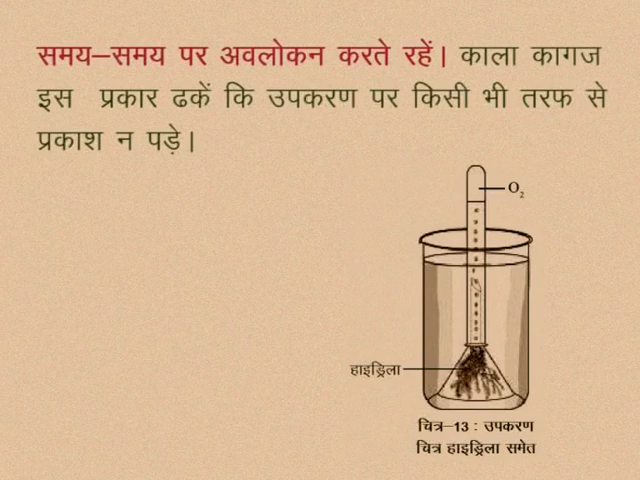 समय–समय पर अवलोकन करते रहें। काला कागज
इस प्रकार ढकें कि उपकरण पर किसी भी तरफ से
प्रकाश न पड़े।
O₂
हाइड्रिला
चित्र–13 : उपकरण
चित्र हाइड्रिला समेत